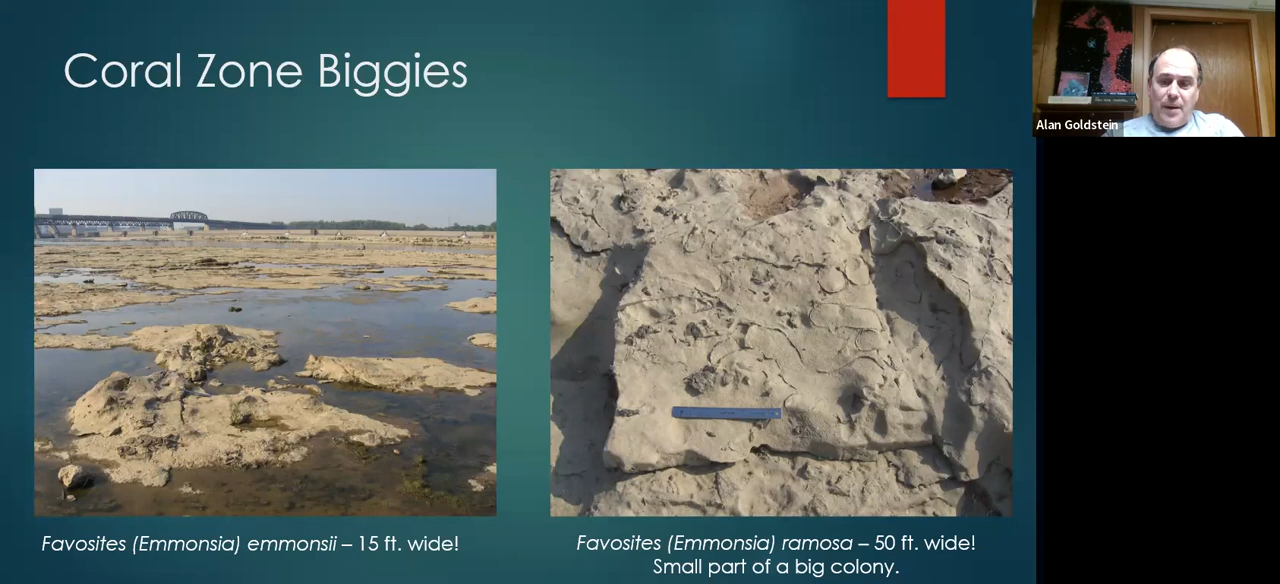 Coral Zone Biggies
Alan Goldstein
Favosites (Emmonsia) emmonsii – 15 ft. wide!
Favosites (Emmonsia) ramosa – 50 ft. wide!
Small part of a big colony.